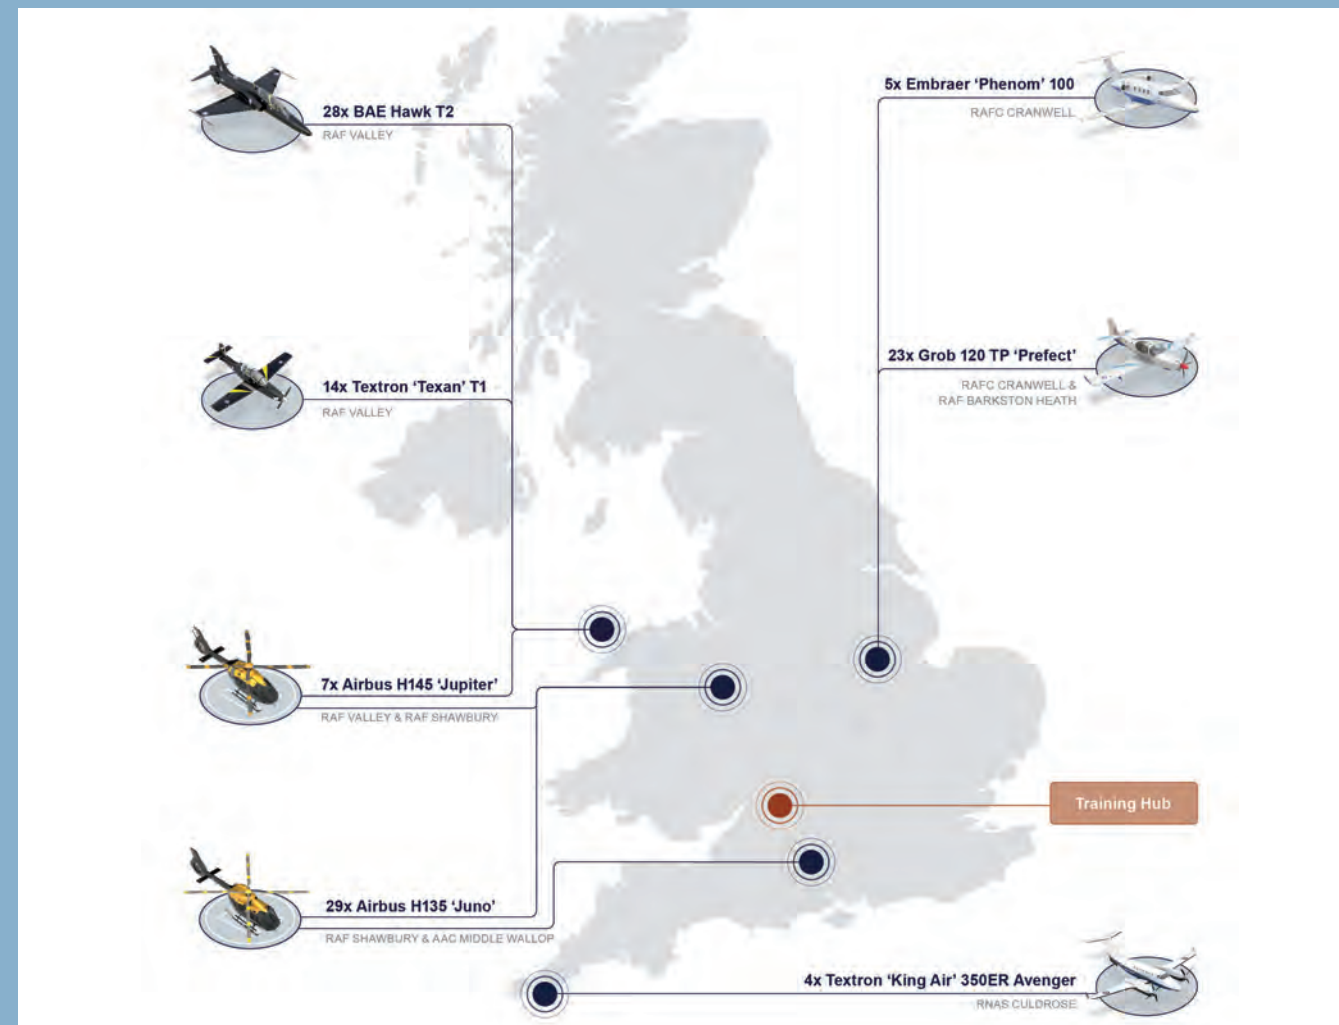 28x BAE Hawk T2
RAF VALLEY
5x Embraer ‘Phenom’ 100
RAFC CRANWELL
14x Textron ‘Texan’ T1
RAF VALLEY
23x Grob 120 TP ‘Prefect’
RAFC CRANWELL &
RAF BARKSTON HEATH
7x Airbus H145 ‘Jupiter’
RAF VALLEY & RAF SHAWBURY
Training Hub
29x Airbus H135 ‘Juno’
RAF SHAWBURY & AAC MIDDLE WALLOP
4x Textron ‘King Air’ 350ER Avenger
RNAS CULDROSE